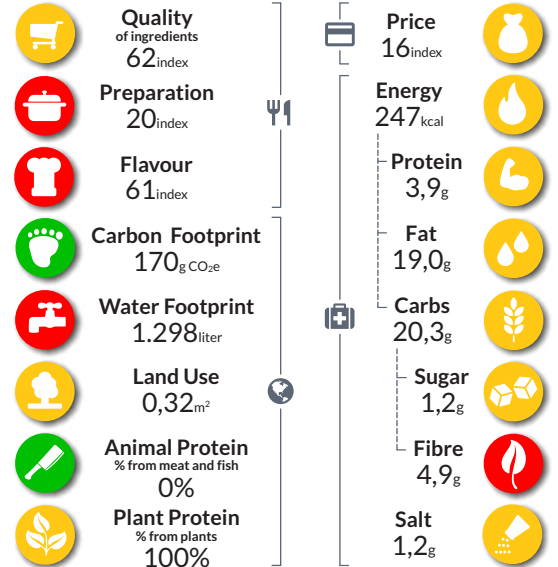 Quality
of ingredients
62index
Preparation
20index
Flavour
61index
Carbon Footprint
170g CO₂e
Water Footprint
1.298liter
Land Use
0,32m²
Animal Protein
% from meat and fish
0%
Plant Protein
% from plants
100%
Price
16index
Energy
247kcal
Protein
3,9g
Fat
19,0g
Carbs
20,3g
Sugar
1,2g
Fibre
4,9g
Salt
1,2g